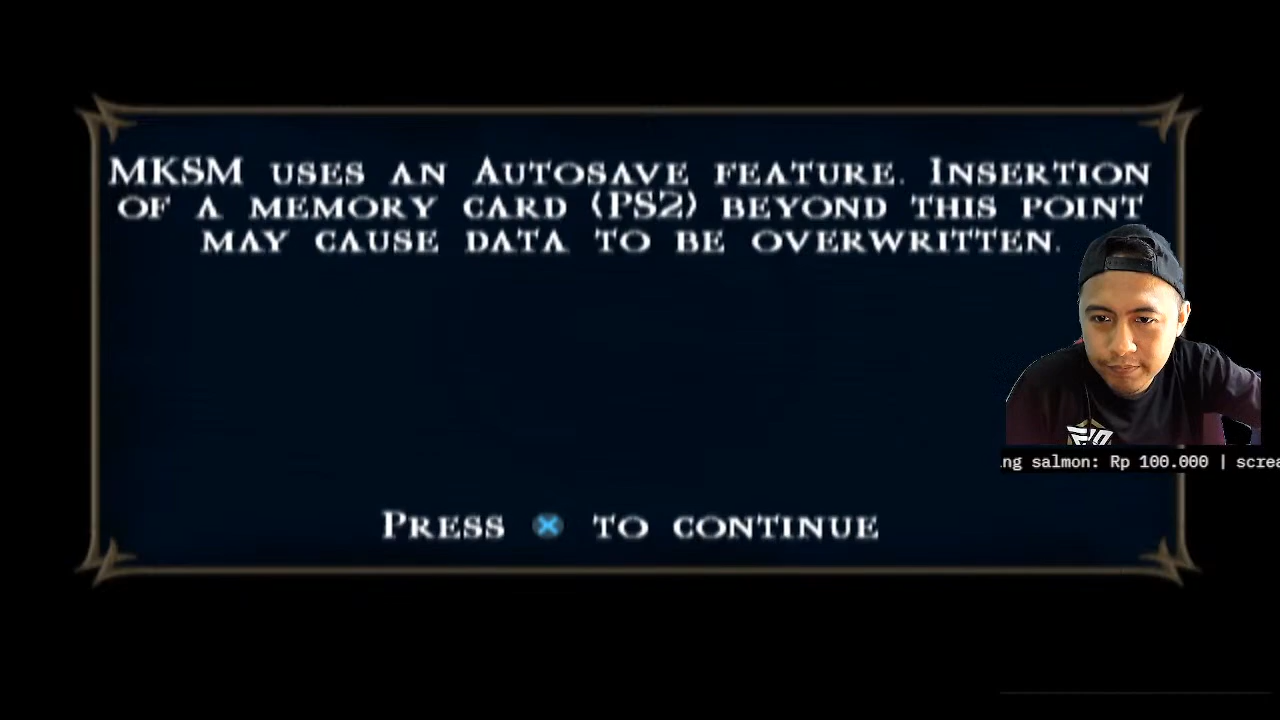 MKSM USES AN AUTOSAVE FEATURE. INSERTION
OF A MEMORY CARD (PS2) BEYOND THIS POINT
MAY CAUSE DATA TO BE OVERWRITTEN.
ng salmon: Rp 100.000 | screa
PRESS TO CONTINUE